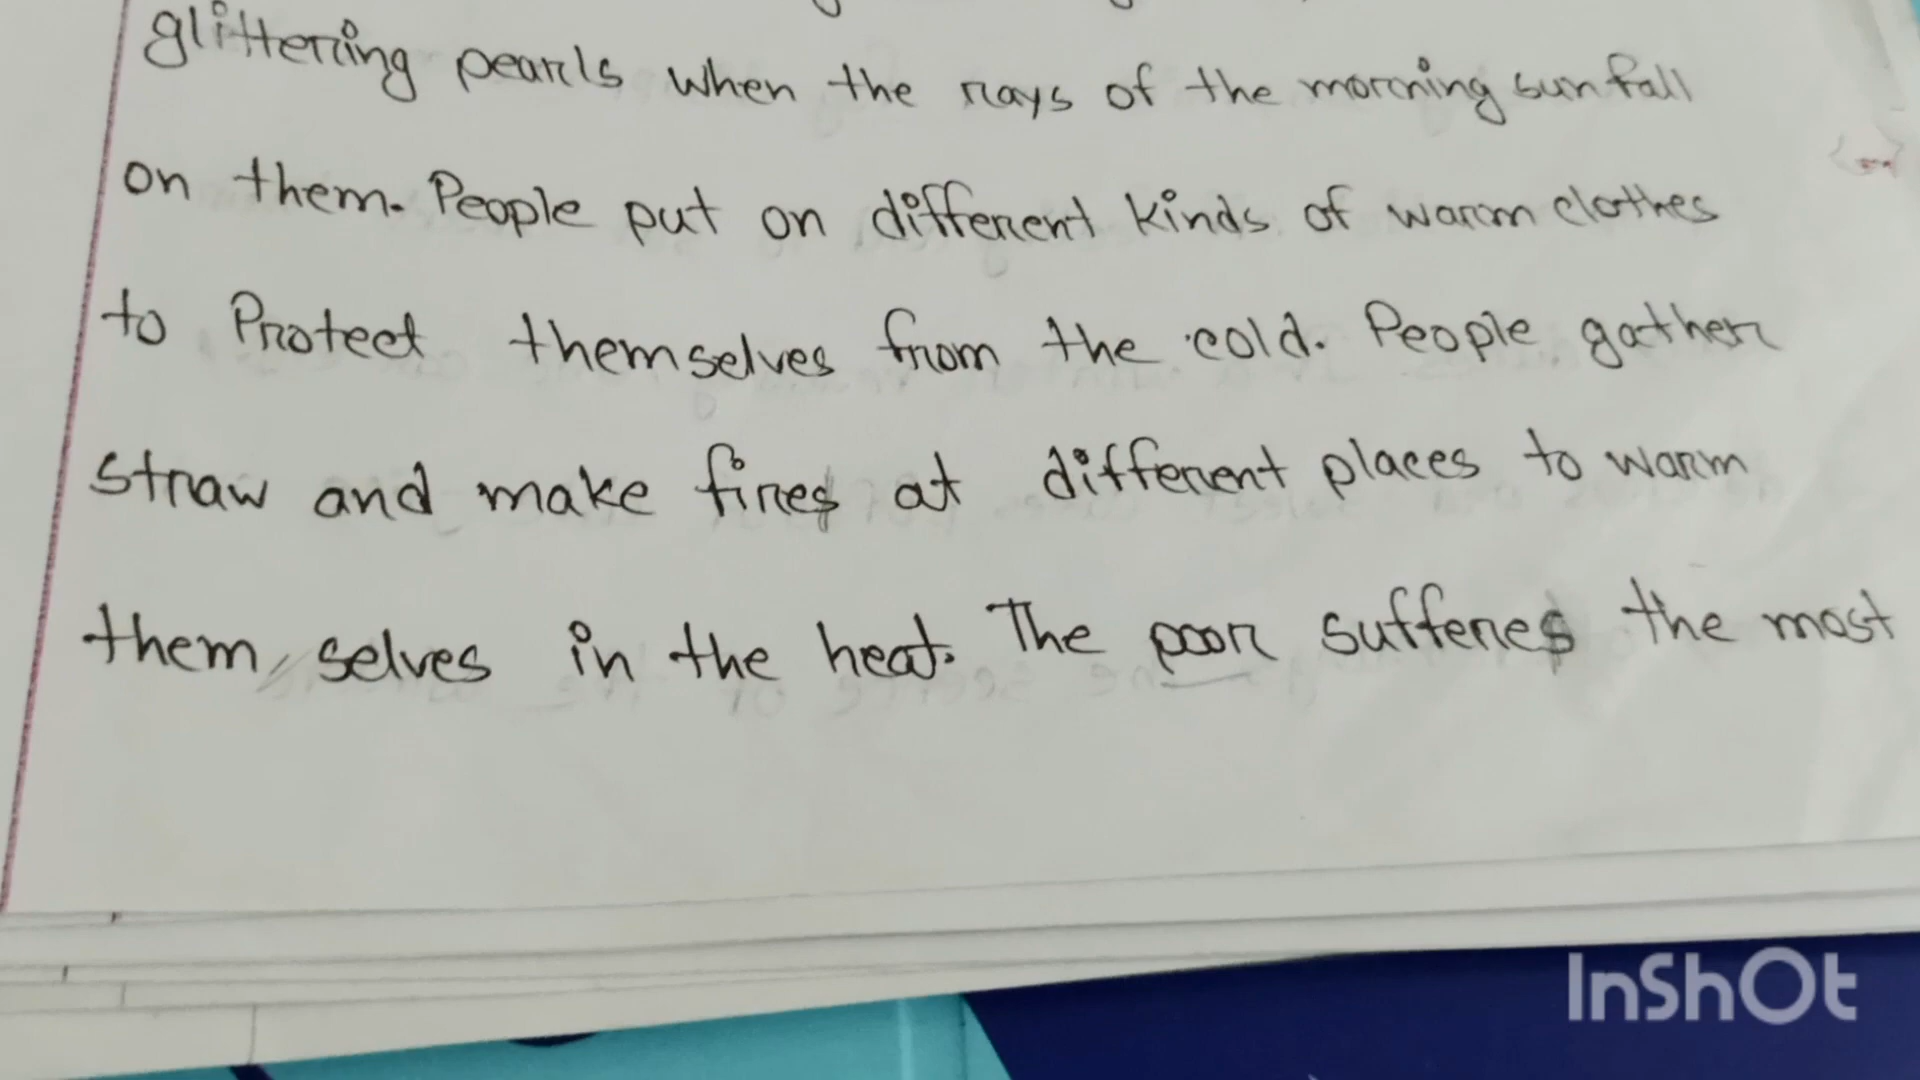 glittering pearls when the rays of the morning sun fall
on them. People put on different kinds of warm clothes
to Protect themselves from the cold. People gather
straw and make fires at different places to warm
them, selves in the heat. The poor sufferes the most
InShOt